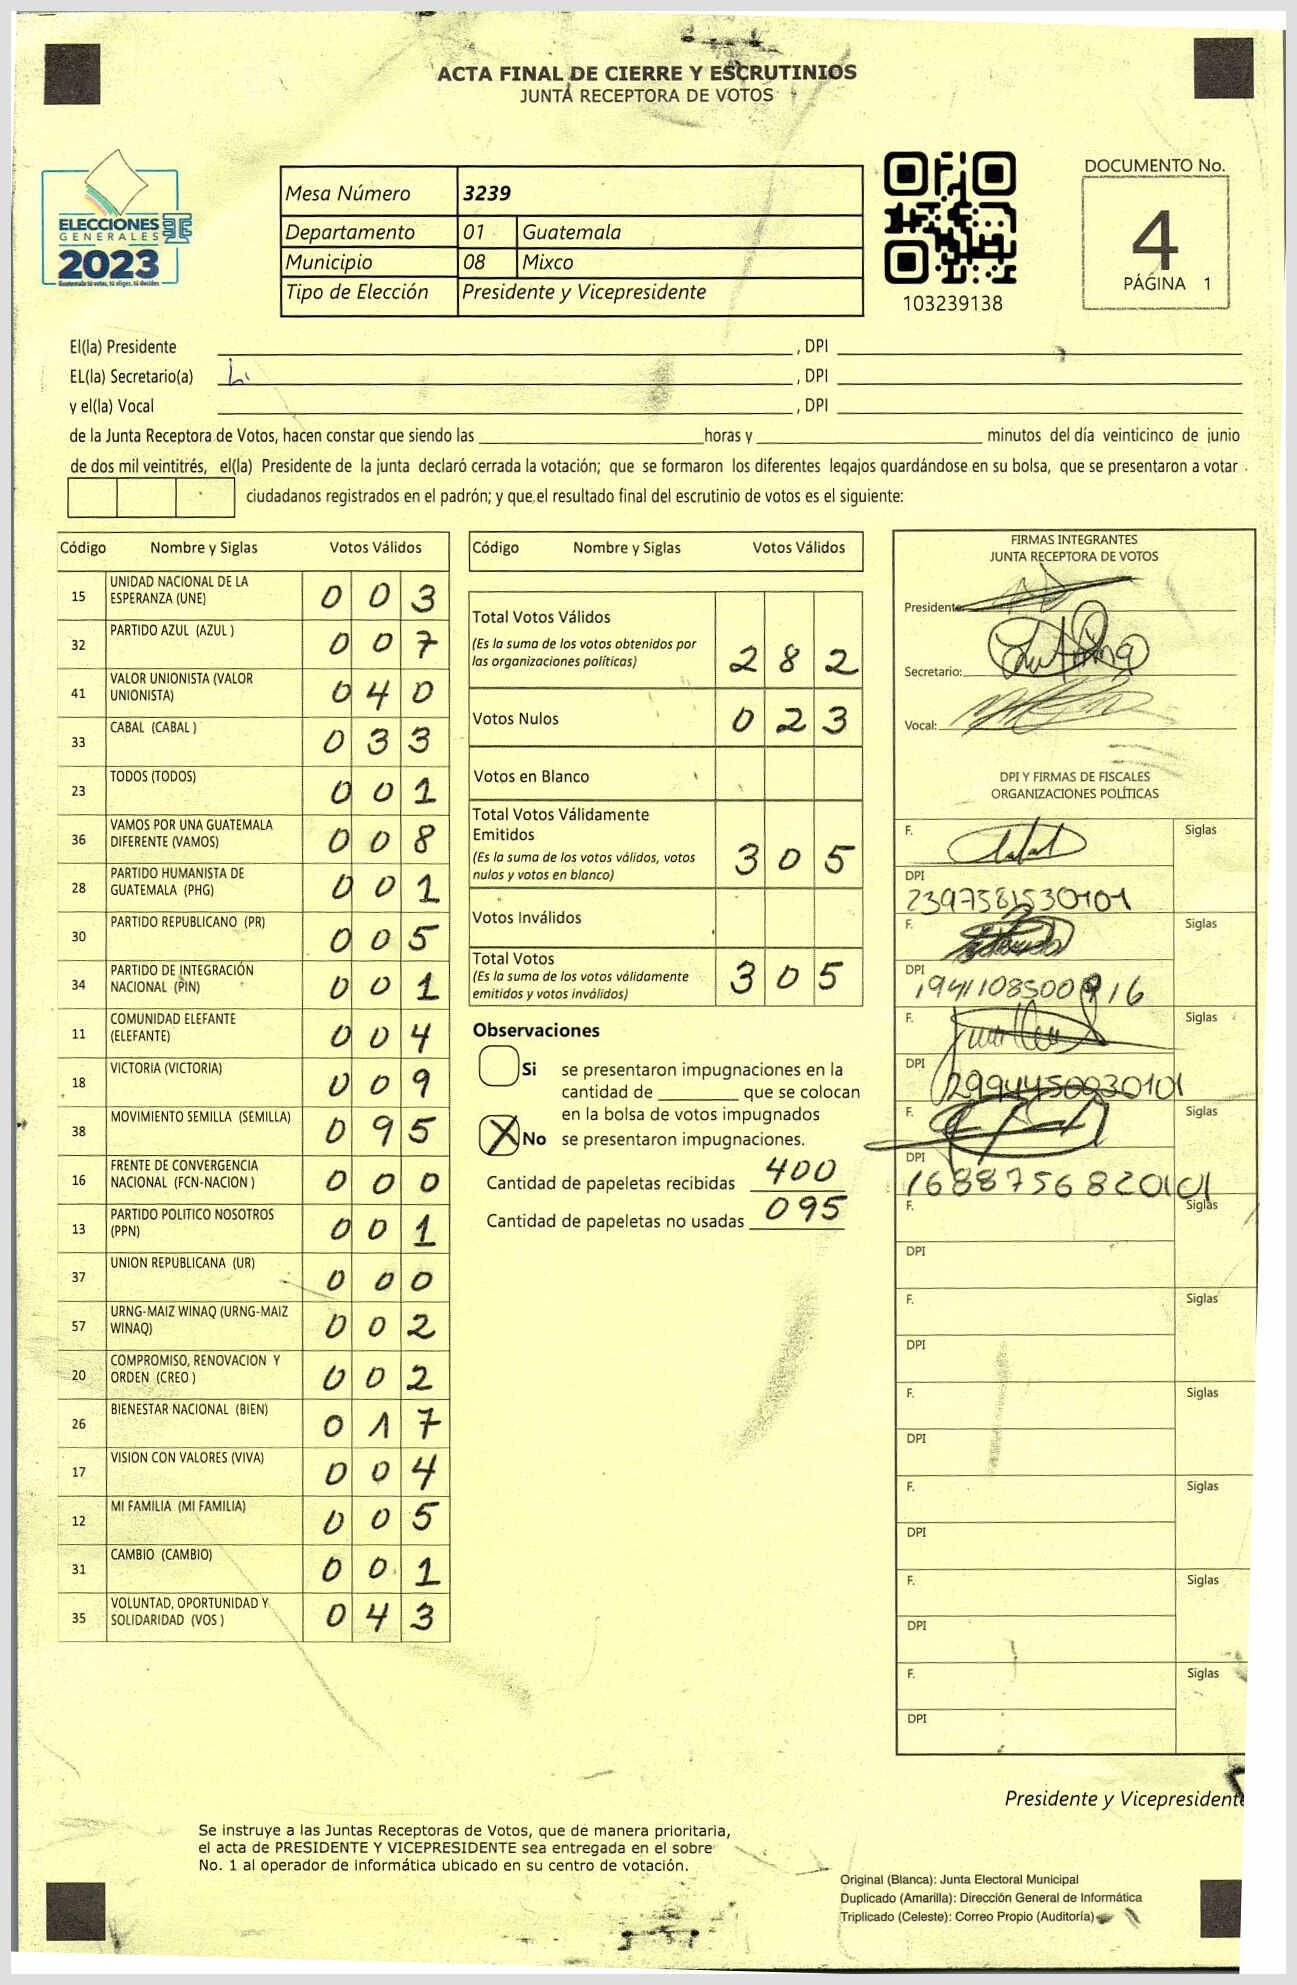 ACTA FINAL DE CIERRE Y ESCRUTINIOS
JUNTA RECEPTORA DE VOTOS
ELECCIONES
GENERALES
2023
Guatemala tú votas, tú eliges, tú decides
Mesa Número 3239
Departamento 01 Guatemala
Municipio 08 Mixco
Tipo de Elección Presidente y Vicepresidente
103239138
DOCUMENTO No.
4
PÁGINA 1
El(la) Presidente , DPI
EL(la) Secretario(a) , DPI
y el(la) Vocal , DPI
de la Junta Receptora de Votos, hacen constar que siendo las horas y minutos del día veinticinco de junio
de dos mil veintitrés, el(la) Presidente de la junta declaró cerrada la votación; que se formaron los diferentes legajos guardándose en su bolsa, que se presentaron a votar
ciudadanos registrados en el padrón; y que el resultado final del escrutinio de votos es el siguiente:
Código Nombre y Siglas Votos Válidos
15 UNIDAD NACIONAL DE LA
ESPERANZA (UNE) 0 0 3
32 PARTIDO AZUL (AZUL ) 0 0 7
41 VALOR UNIONISTA (VALOR
UNIONISTA) 0 4 0
33 CABAL (CABAL ) 0 3 3
23 TODOS (TODOS) 0 0 1
36 VAMOS POR UNA GUATEMALA
DIFERENTE (VAMOS) 0 0 8
28 PARTIDO HUMANISTA DE
GUATEMALA (PHG) 0 0 1
30 PARTIDO REPUBLICANO (PR) 0 0 5
34 PARTIDO DE INTEGRACIÓN
NACIONAL (PIN) 0 0 1
11 COMUNIDAD ELEFANTE
(ELEFANTE) 0 0 4
18 VICTORIA (VICTORIA) 0 0 9
38 MOVIMIENTO SEMILLA (SEMILLA) 0 9 5
16 FRENTE DE CONVERGENCIA
NACIONAL (FCN-NACION ) 0 0 0
13 PARTIDO POLITICO NOSOTROS
(PPN) 0 0 1
37 UNION REPUBLICANA (UR) 0 0 0
57 URNG-MAIZ WINAQ (URNG-MAIZ
WINAQ) 0 0 2
20 COMPROMISO, RENOVACION Y
ORDEN (CREO ) 0 0 2
26 BIENESTAR NACIONAL (BIEN) 0 1 7
17 VISION CON VALORES (VIVA) 0 0 4
12 MI FAMILIA (MI FAMILIA) 0 0 5
31 CAMBIO (CAMBIO) 0 0 1
35 VOLUNTAD, OPORTUNIDAD Y
SOLIDARIDAD (VOS ) 0 4 3
Código Nombre y Siglas Votos Válidos
Total Votos Válidos
(Es la suma de los votos obtenidos por
las organizaciones políticas) 2 8 2
Votos Nulos 0 2 3
Votos en Blanco
Total Votos Válidamente
Emitidos
(Es la suma de los votos válidos, votos
nulos y votos en blanco) 3 0 5
Votos Inválidos
Total Votos
(Es la suma de los votos válidamente
emitidos y votos inválidos) 3 0 5
Observaciones
Si se presentaron impugnaciones en la
cantidad de que se colocan
en la bolsa de votos impugnados
X No se presentaron impugnaciones.
Cantidad de papeletas recibidas 400
Cantidad de papeletas no usadas 095
FIRMAS INTEGRANTES
JUNTA RECEPTORA DE VOTOS
Presidente:
Secretario:
Vocal:
DPI Y FIRMAS DE FISCALES
ORGANIZACIONES POLÍTICAS
F. Siglas
DPI
2397581530101
F. Siglas
DPI
F. Siglas
DPI
2994450030101
F. Siglas
DPI
1688756820101
F. Siglas
DPI
F. Siglas
DPI
F. Siglas
DPI
F. Siglas
DPI
F. Siglas
DPI
F. Siglas
DPI
Presidente y Vicepresidente
Se instruye a las Juntas Receptoras de Votos, que de manera prioritaria,
el acta de PRESIDENTE Y VICEPRESIDENTE sea entregada en el sobre
No. 1 al operador de informática ubicado en su centro de votación.
Original (Blanca): Junta Electoral Municipal
Duplicado (Amarilla): Dirección General de Informática
Triplicado (Celeste): Correo Propio (Auditoría)